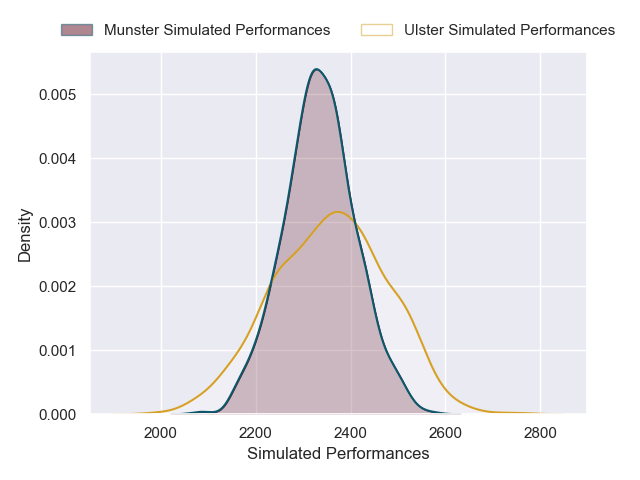 Munster Simulated Performances Ulster Simulated Performances
0.005
0.004
0.003
0.002
0.001
0.000
Density
2000 2200 2400 2600 2800
Simulated Performances